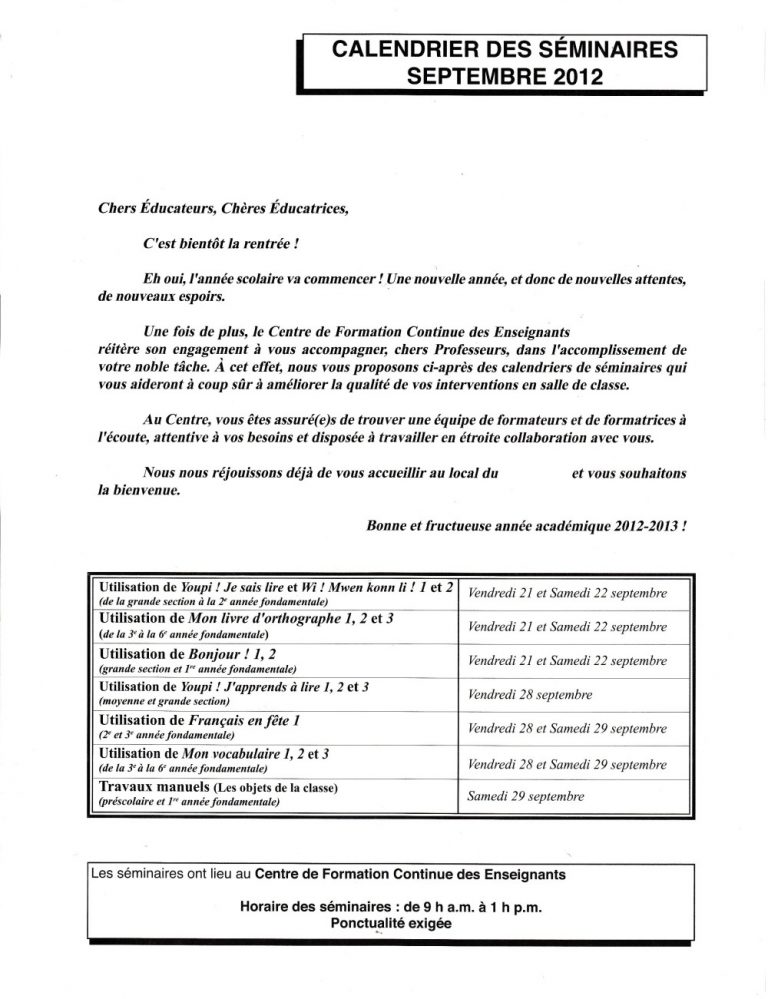 CALENDRIER DES SÉMINAIRES
SEPTEMBRE 2012
Chers Éducateurs, Chères Éducatrices,
C'est bientôt la rentrée !
Eh oui, l'année scolaire va commencer ! Une nouvelle année, et donc de nouvelles attentes,
de nouveaux espoirs.
Une fois de plus, le Centre de Formation Continue des Enseignants
réitère son engagement à vous accompagner, chers Professeurs, dans l'accomplissement de
votre noble tâche. À cet effet, nous vous proposons ci-après des calendriers de séminaires qui
vous aideront à coup sûr à améliorer la qualité de vos interventions en salle de classe.
Au Centre, vous êtes assuré(e)s de trouver une équipe de formateurs et de formatrices à
l'écoute, attentive à vos besoins et disposée à travailler en étroite collaboration avec vous.
Nous nous réjouissons déjà de vous accueillir au local du et vous souhaitons
la bienvenue.
Bonne et fructueuse année académique 2012-2013 !
Utilisation de Youpi ! Je sais lire et Wi ! Mwen konn li ! 1 et 2
(de la grande section à la 2e année fondamentale)
Vendredi 21 et Samedi 22 septembre
Utilisation de Mon livre d'orthographe 1, 2 et 3
(de la 3e à la 6e année fondamentale)
Vendredi 21 et Samedi 22 septembre
Utilisation de Bonjour ! 1, 2
(grande section et 1re année fondamentale)
Vendredi 21 et Samedi 22 septembre
Utilisation de Youpi ! J'apprends à lire 1, 2 et 3
(moyenne et grande section)
Vendredi 28 septembre
Utilisation de Français en fête 1
(2e et 3e année fondamentale)
Vendredi 28 et Samedi 29 septembre
Utilisation de Mon vocabulaire 1, 2 et 3
(de la 3e à la 6e année fondamentale)
Vendredi 28 et Samedi 29 septembre
Travaux manuels (Les objets de la classe)
(préscolaire et 1re année fondamentale)
Samedi 29 septembre
Les séminaires ont lieu au Centre de Formation Continue des Enseignants
Horaire des séminaires : de 9 h a.m. à 1 h p.m.
Ponctualité exigée